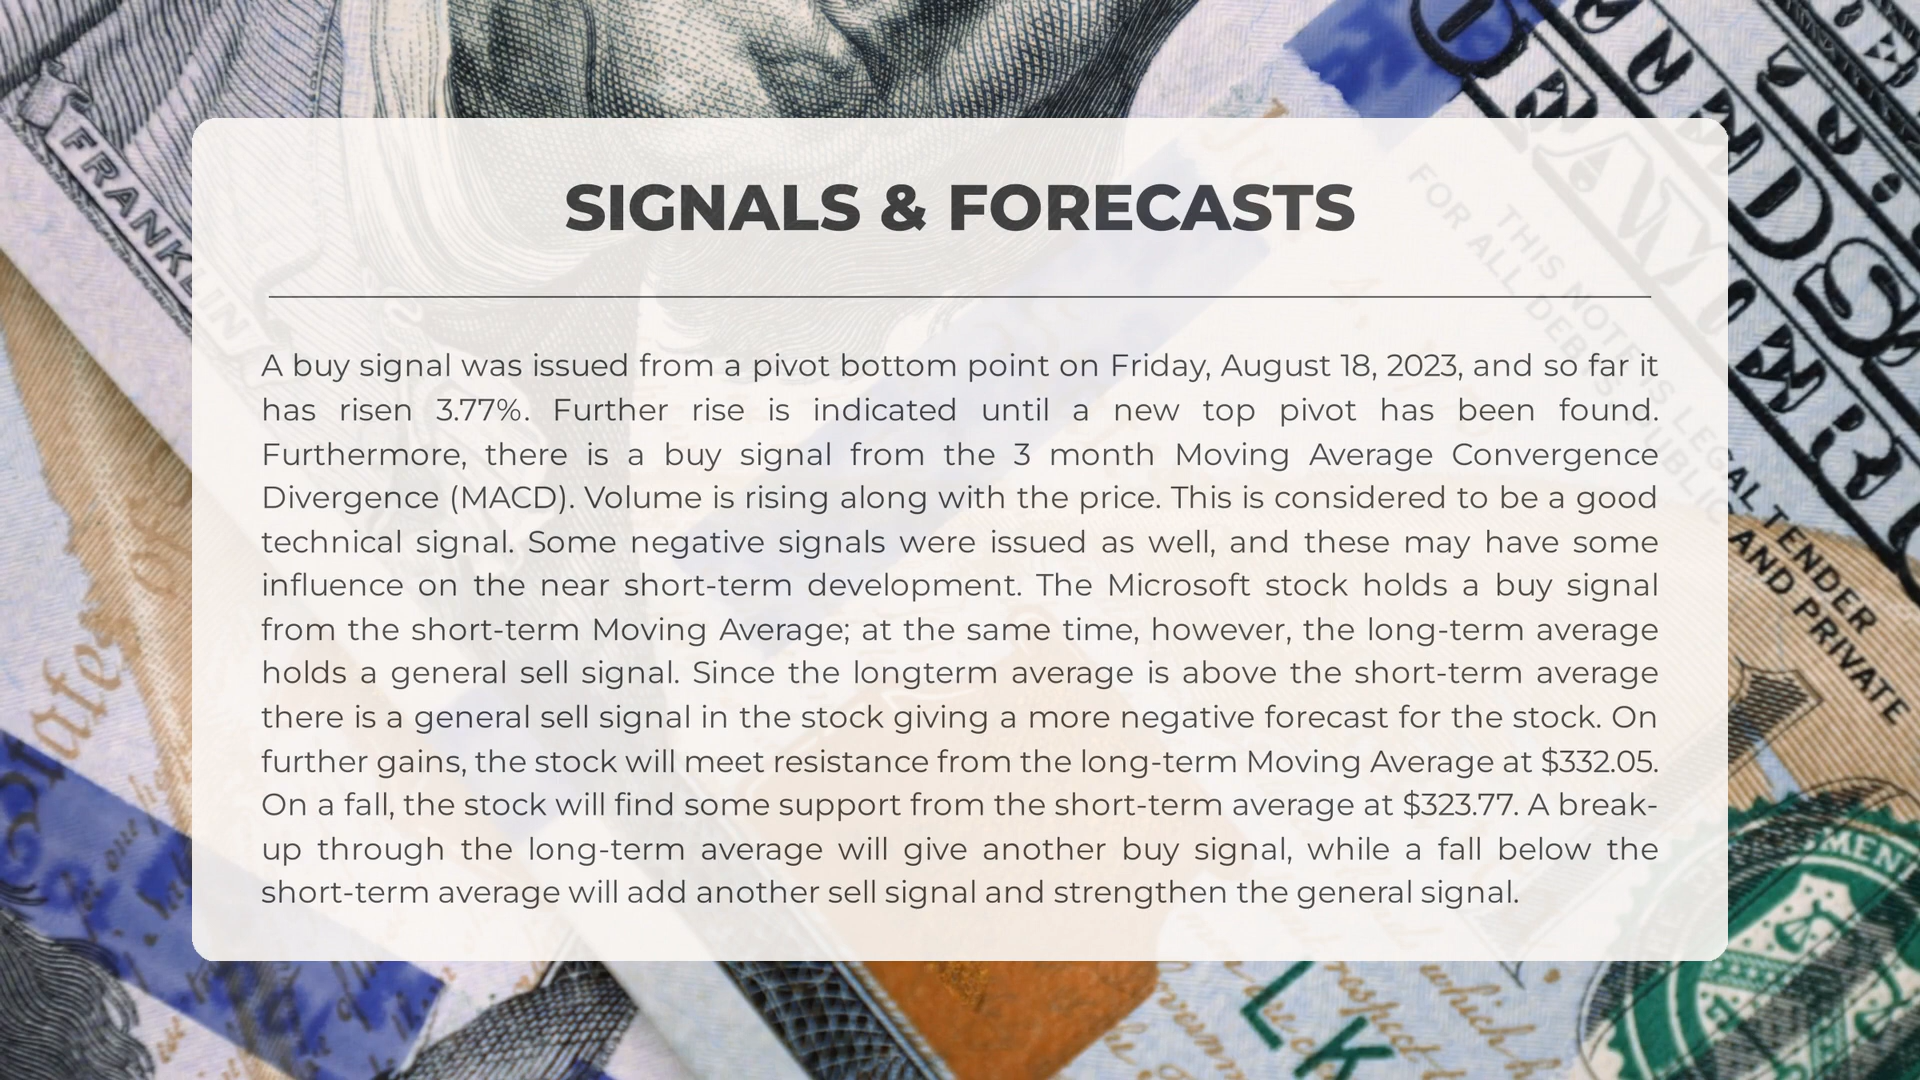 SIGNALS & FORECASTS
A buy signal was issued from a pivot bottom point on Friday, August 18, 2023, and so far it
has risen 3.77%. Further rise is indicated until a new top pivot has been found.
Furthermore, there is a buy signal from the 3 month Moving Average Convergence
Divergence (MACD). Volume is rising along with the price. This is considered to be a good
technical signal. Some negative signals were issued as well, and these may have some
influence on the near short-term development. The Microsoft stock holds a buy signal
from the short-term Moving Average; at the same time, however, the long-term average
holds a general sell signal. Since the longterm average is above the short-term average
there is a general sell signal in the stock giving a more negative forecast for the stock. On
further gains, the stock will meet resistance from the long-term Moving Average at $332.05.
On a fall, the stock will find some support from the short-term average at $323.77. A break-
up through the long-term average will give another buy signal, while a fall below the
short-term average will add another sell signal and strengthen the general signal.
FRANKLIN
THIS NOTE IS LEGAL TENDER
FOR ALL DEBTS, PUBLIC AND PRIVATE
LK